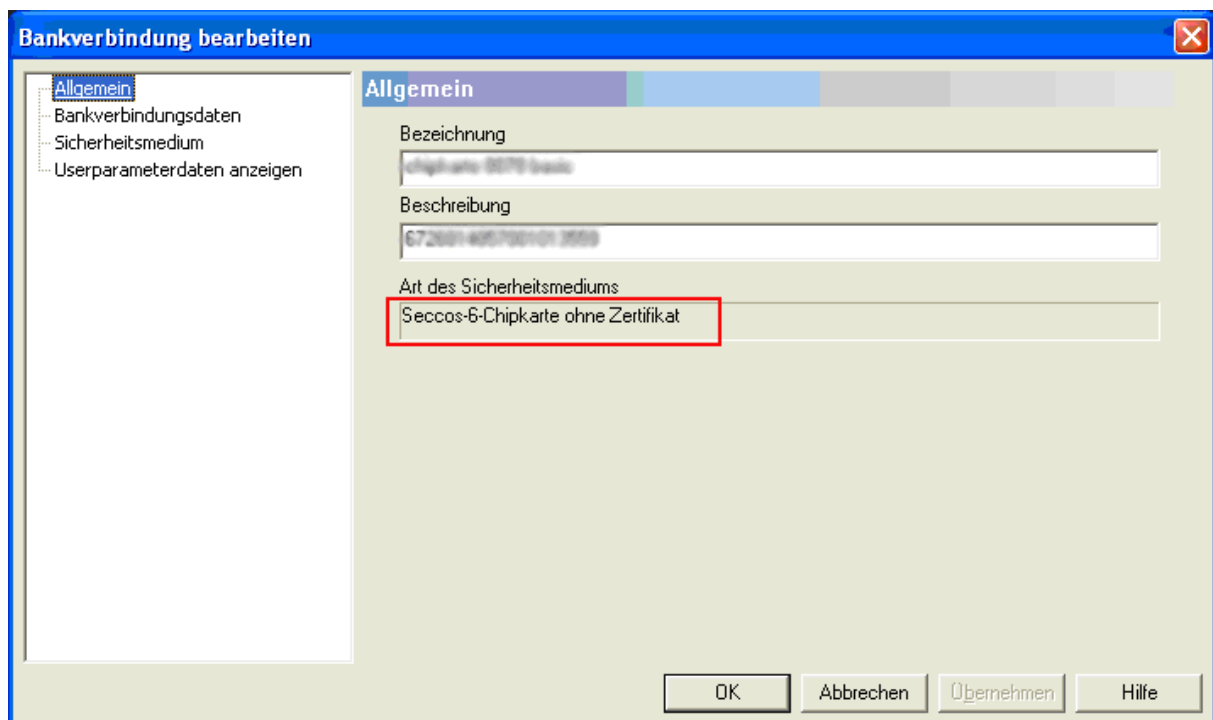 Bankverbindung bearbeiten
Allgemein
Bankverbindungsdaten
Sicherheitsmedium
Userparameterdaten anzeigen
Allgemein
Bezeichnung
Beschreibung
Art des Sicherheitsmediums
Seccos-6-Chipkarte ohne Zertifikat
OK
Abbrechen
Übernehmen
Hilfe